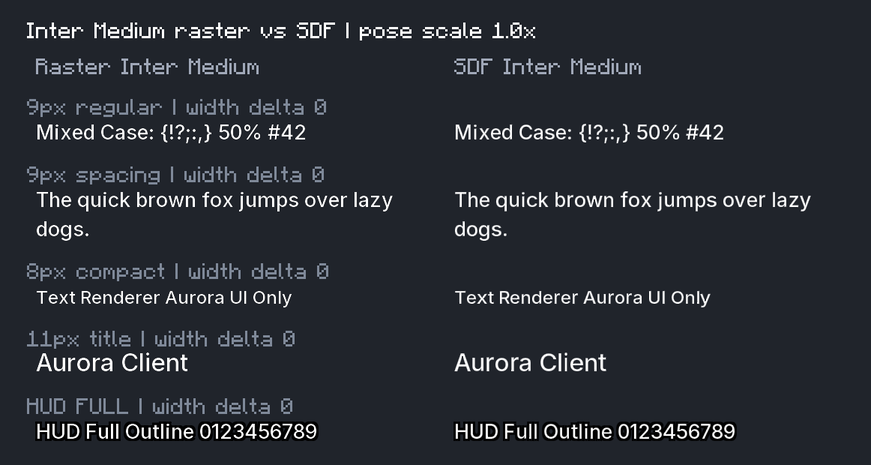 Inter Medium raster vs SDF | pose scale 1.0x
Raster Inter Medium
SDF Inter Medium
9px regular | width delta 0
Mixed Case: {!?;:,} 50% #42
Mixed Case: {!?;:,} 50% #42
9px spacing | width delta 0
The quick brown fox jumps over lazy
dogs.
The quick brown fox jumps over lazy
dogs.
8px compact | width delta 0
Text Renderer Aurora UI Only
Text Renderer Aurora UI Only
11px title | width delta 0
Aurora Client
Aurora Client
HUD FULL | width delta 0
HUD Full Outline 0123456789
HUD Full Outline 0123456789